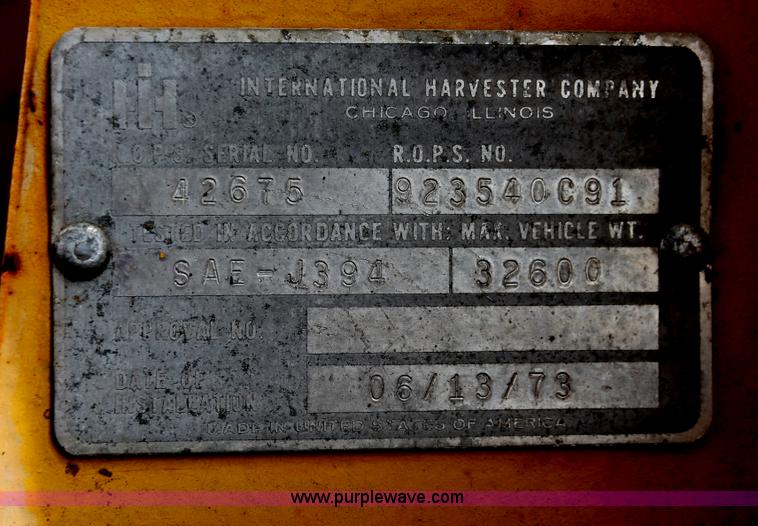 IH ®
INTERNATIONAL HARVESTER COMPANY
CHICAGO ILLINOIS
R.O.P.S. SERIAL NO. R.O.P.S. NO.
42675 923540C91
TESTED IN ACCORDANCE WITH: MAX. VEHICLE WT.
SAE-J394 32600
APPROVAL NO.
DATE OF
INSTALLATION
06/13/73
MADE IN UNITED STATES OF AMERICA
www.purplewave.com